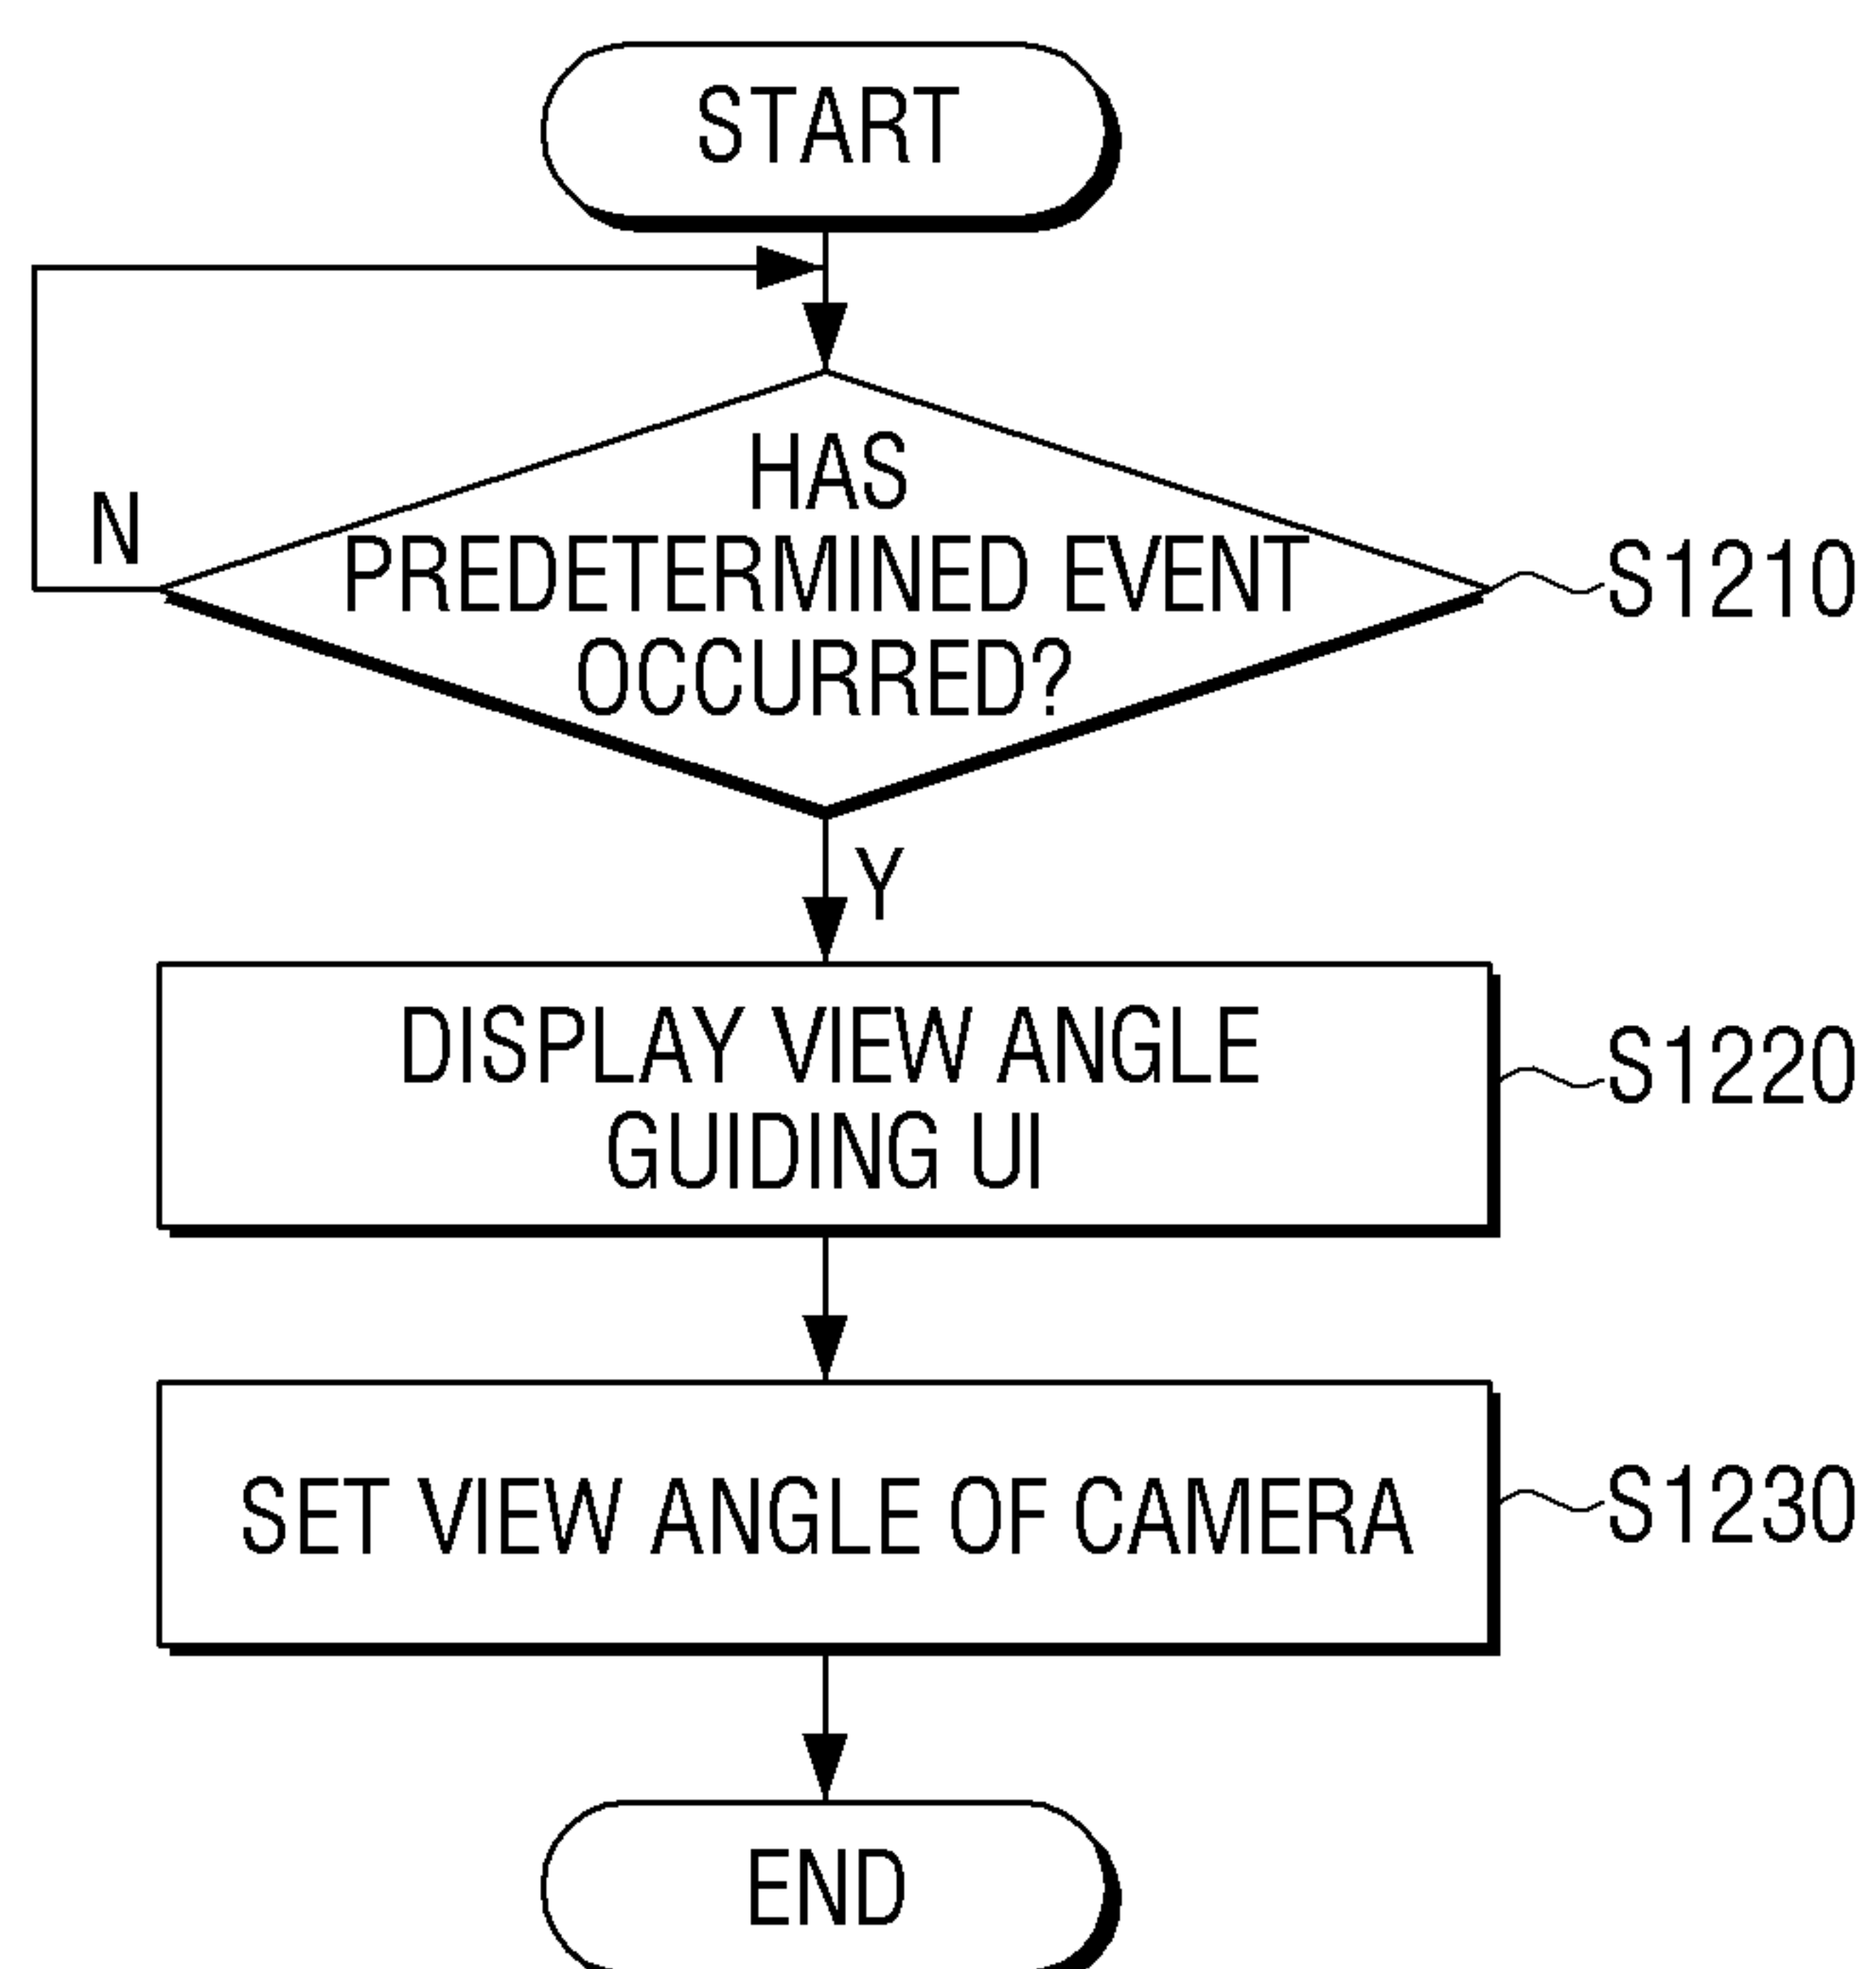 START
N
HAS
PREDETERMINED EVENT
OCCURRED?
S1210
Y
DISPLAY VIEW ANGLE
GUIDING UI
S1220
SET VIEW ANGLE OF CAMERA
S1230
END